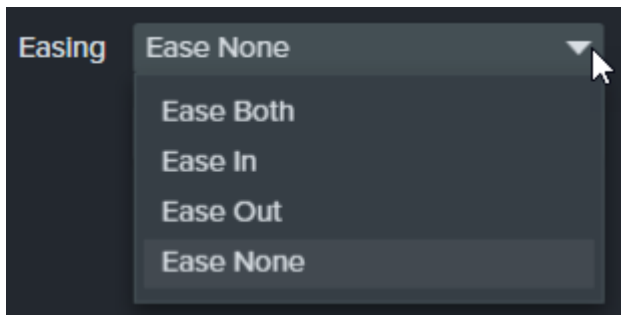 Easing Ease None
Ease Both
Ease In
Ease Out
Ease None